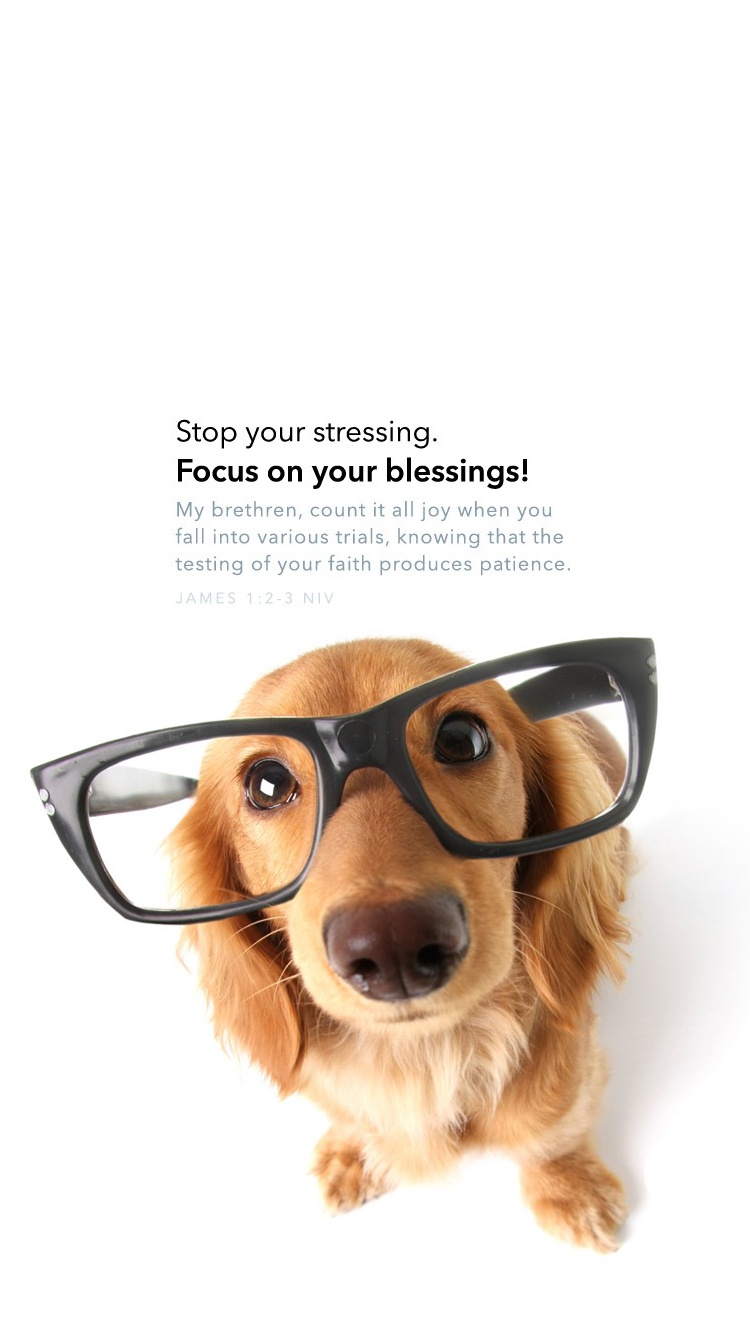 Stop your stressing.
Focus on your blessings!
My brethren, count it all joy when you
fall into various trials, knowing that the
testing of your faith produces patience.
JAMES 1:2-3 NIV